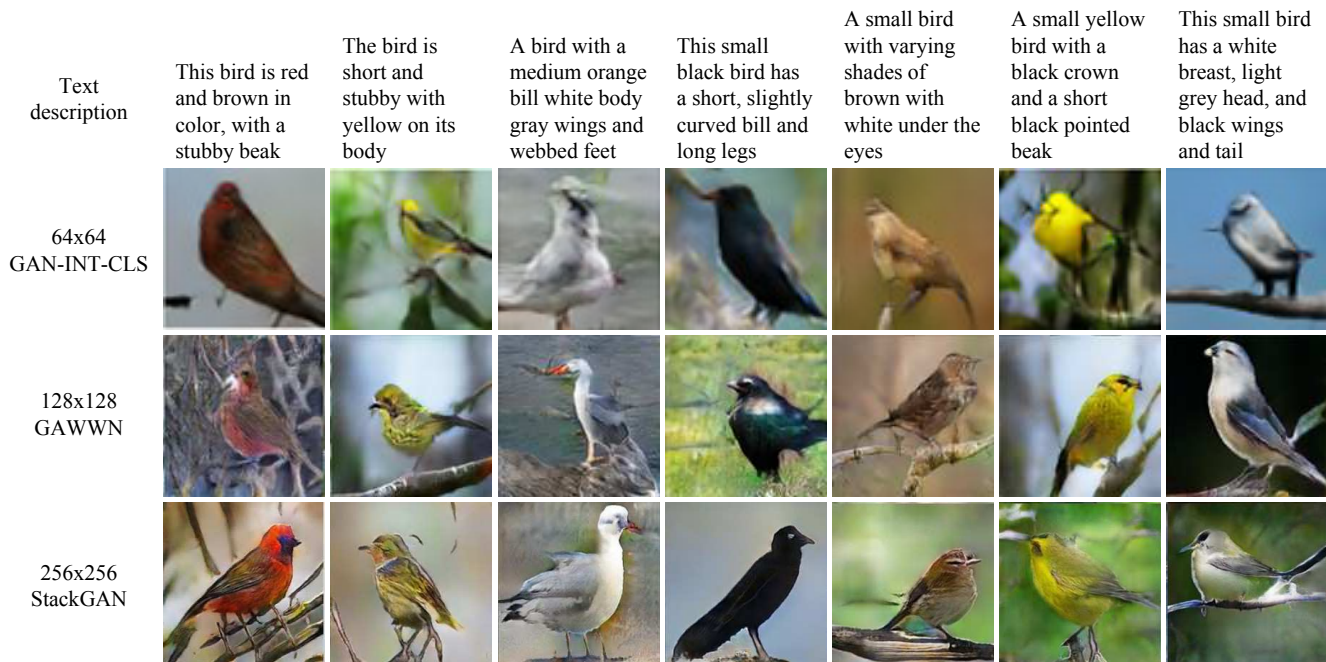 Text
description
This bird is red
and brown in
color, with a
stubby beak
The bird is
short and
stubby with
yellow on its
body
A bird with a
medium orange
bill white body
gray wings and
webbed feet
This small
black bird has
a short, slightly
curved bill and
long legs
A small bird
with varying
shades of
brown with
white under the
eyes
A small yellow
bird with a
black crown
and a short
black pointed
beak
This small bird
has a white
breast, light
grey head, and
black wings
and tail
64x64
GAN-INT-CLS
128x128
GAWWN
256x256
StackGAN